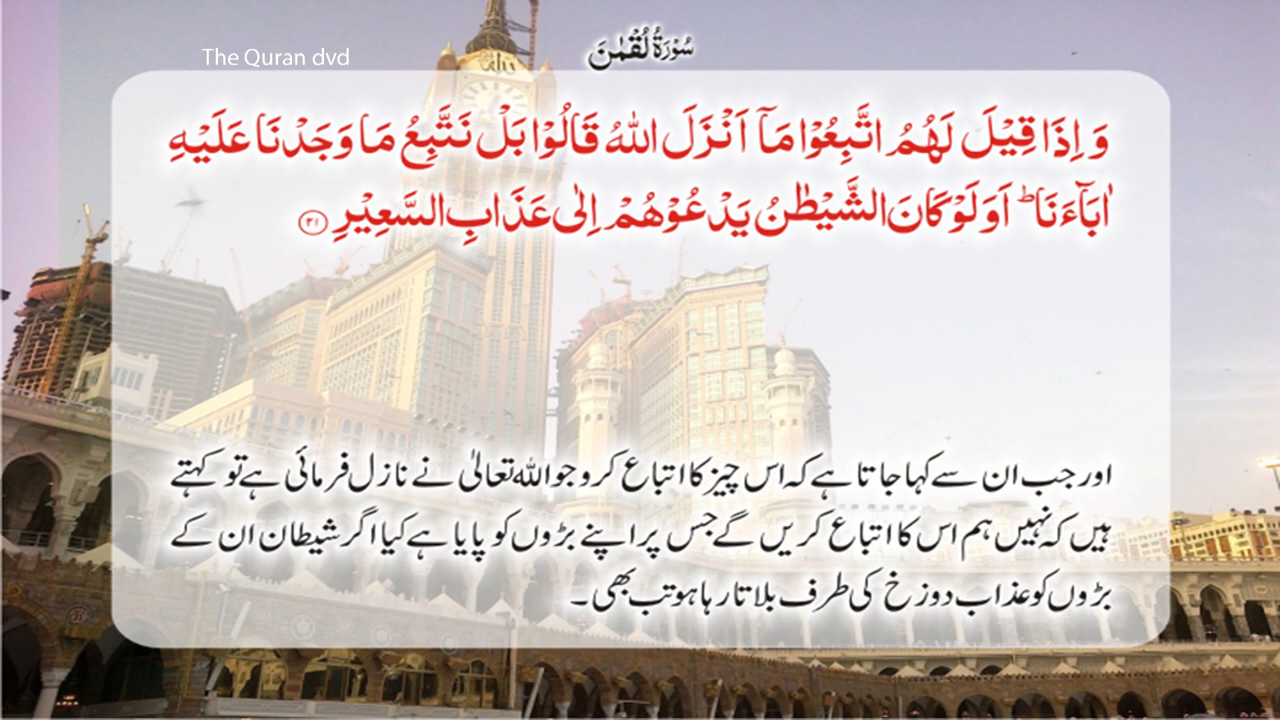 The Quran dvd
سُوْرَةُ لُقْمٰنَ
وَ اِذَا قِيْلَ لَهُمُ اتَّبِعُوْا مَاۤ اَنْزَلَ اللّٰهُ قَالُوْا بَلْ نَتَّبِعُ مَا وَجَدْنَا عَلَيْهِ
اٰبَآءَنَا ؕ اَوَلَوْ كَانَ الشَّيْطٰنُ يَدْعُوْهُمْ اِلٰى عَذَابِ السَّعِيْرِ ﴿۲۱﴾
اور جب ان سے کہا جاتا ہے کہ اس چیز کا اتباع کرو جو اللہ تعالیٰ نے نازل فرمائی ہے تو کہتے
ہیں کہ نہیں ہم اس کا اتباع کریں گے جس پر اپنے بڑوں کو پایا ہے کیا اگر شیطان ان کے
بڑوں کو عذاب دوزخ کی طرف بلاتا رہا ہو تب بھی۔